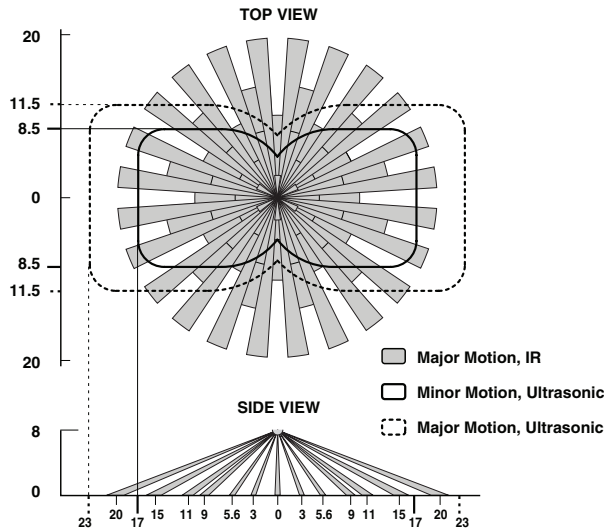 TOP VIEW
20
11.5
8.5
0
8.5
11.5
20
Major Motion, IR
Minor Motion, Ultrasonic
Major Motion, Ultrasonic
SIDE VIEW
8
0
23 20 17 15 11 9 5.6 3 0 3 5.6 9 11 15 17 20 23